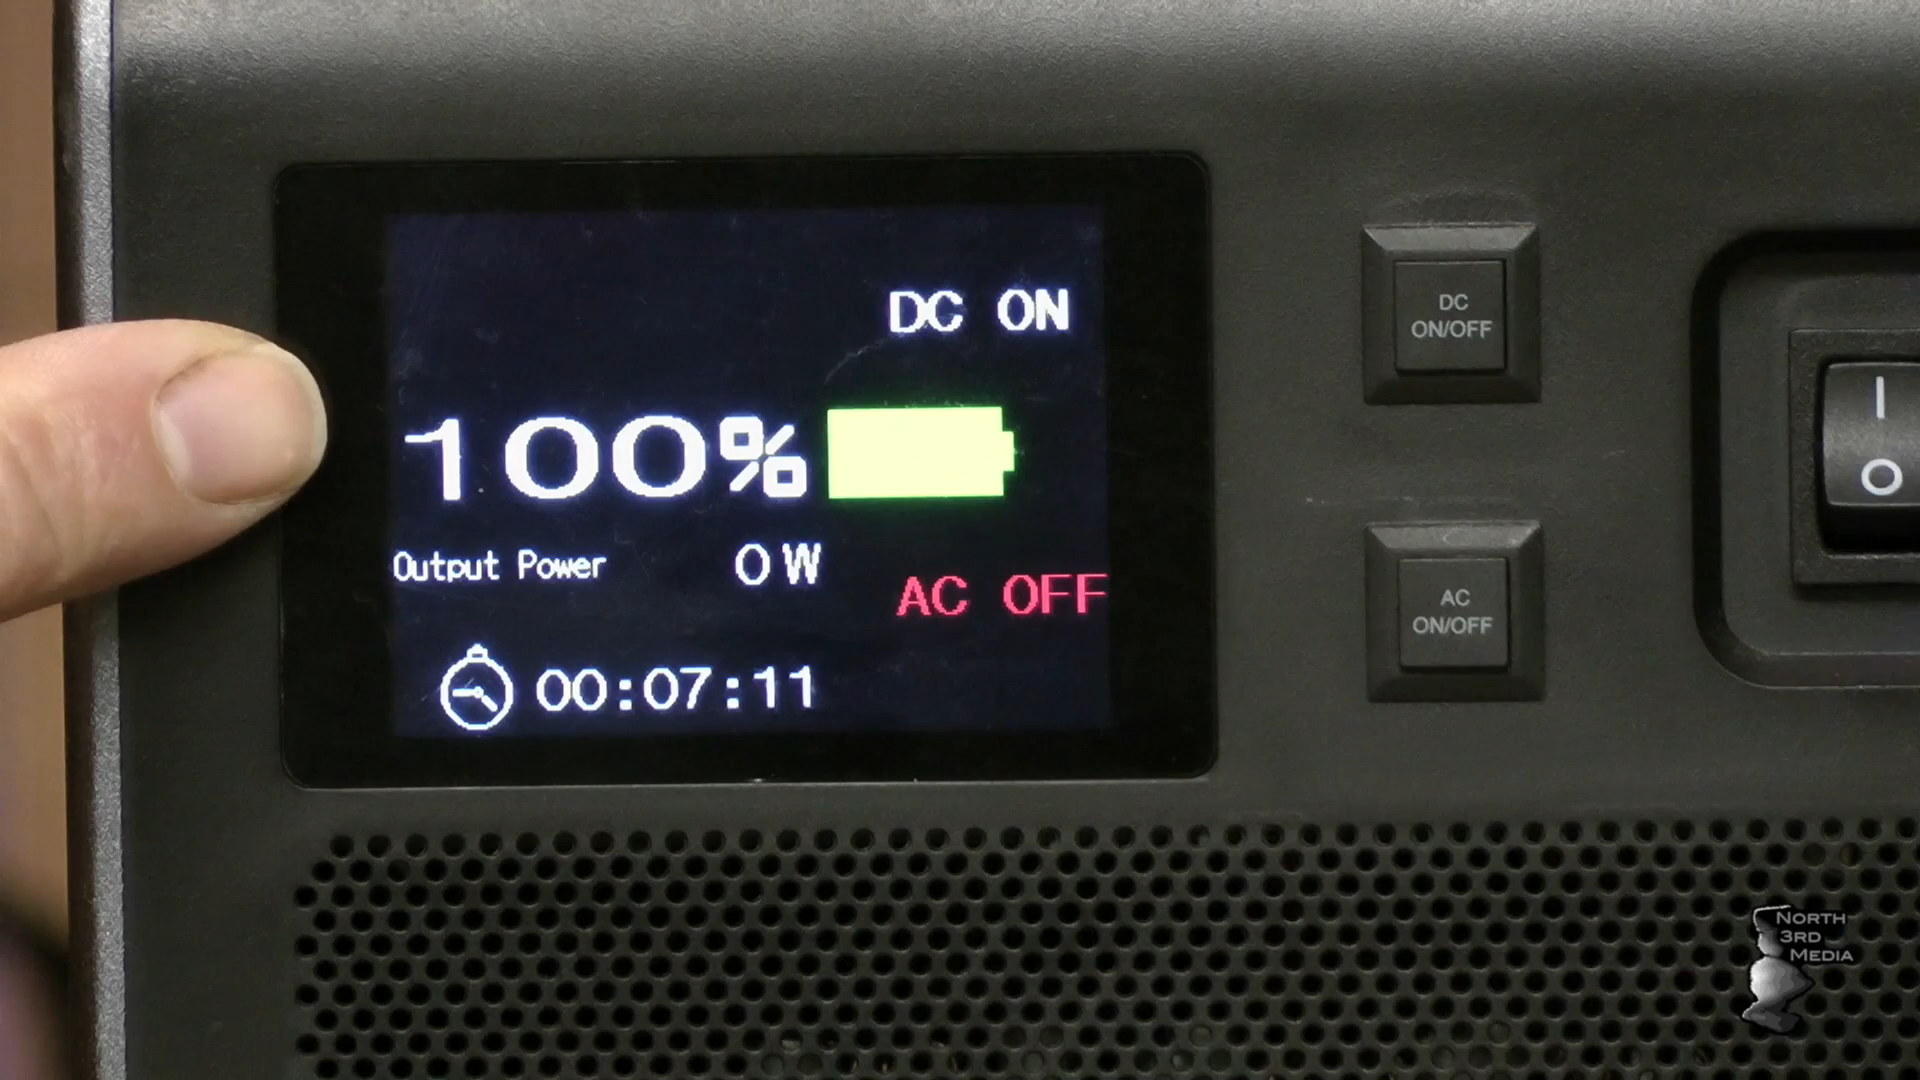 DC ON
100%
Output Power 0 W
AC OFF
00:07:11
DC
ON/OFF
AC
ON/OFF
I
O
NORTH
3RD
MEDIA